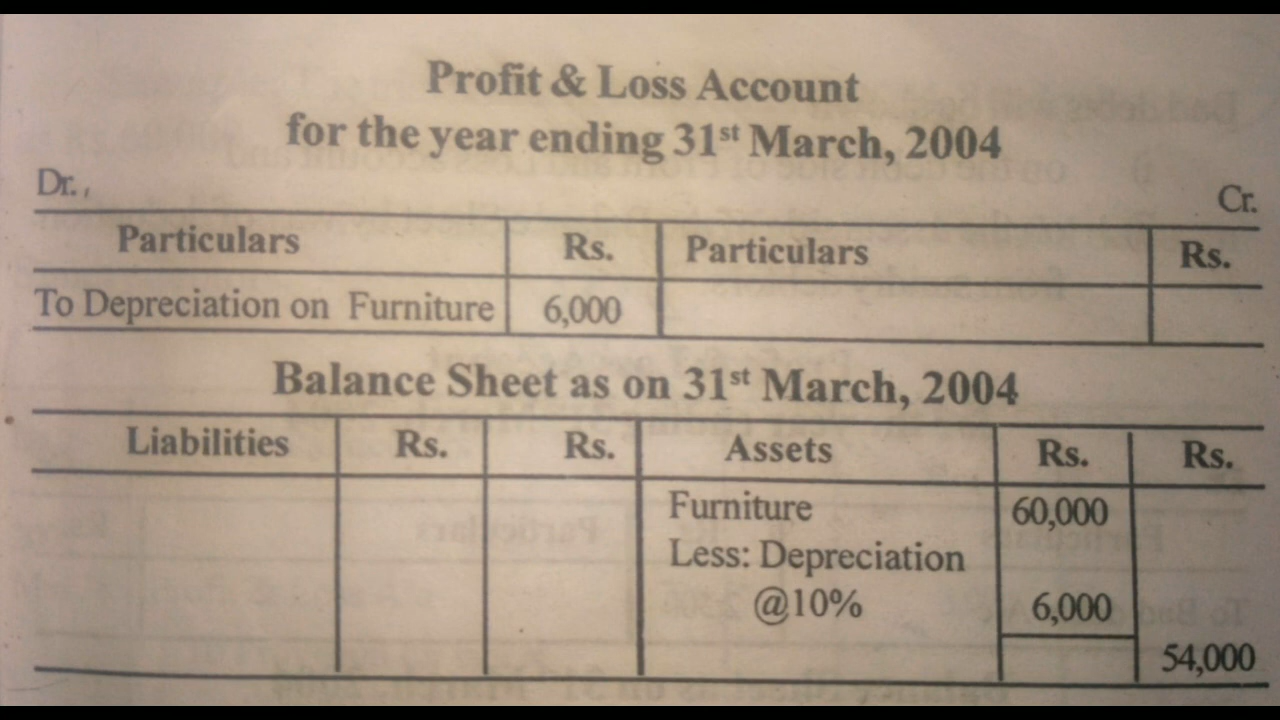 Profit & Loss Account
for the year ending 31st March, 2004
Dr. Cr.
Particulars Rs. Particulars Rs.
To Depreciation on Furniture 6,000
Balance Sheet as on 31st March, 2004
Liabilities Rs. Rs. Assets Rs. Rs.
Furniture 60,000
Less: Depreciation
@10% 6,000
54,000